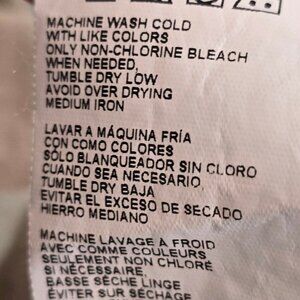 MACHINE WASH COLD
WITH LIKE COLORS
ONLY NON-CHLORINE BLEACH
WHEN NEEDED,
TUMBLE DRY LOW
AVOID OVER DRYING
MEDIUM IRON
LAVAR A MÁQUINA FRÍA
CON COMO COLORES
SÓLO BLANQUEADOR SIN CLORO
CUANDO SEA NECESARIO,
TUMBLE DRY BAJA
EVITAR EL EXCESO DE SECADO
HIERRO MEDIANO
MACHINE LAVAGE À FROID
AVEC COMME COULEURS
SEULEMENT NON CHLORÉ
SI NÉCESSAIRE,
BASSE SÈCHE LINGE
ÉVITER SUR SÉCHAGE